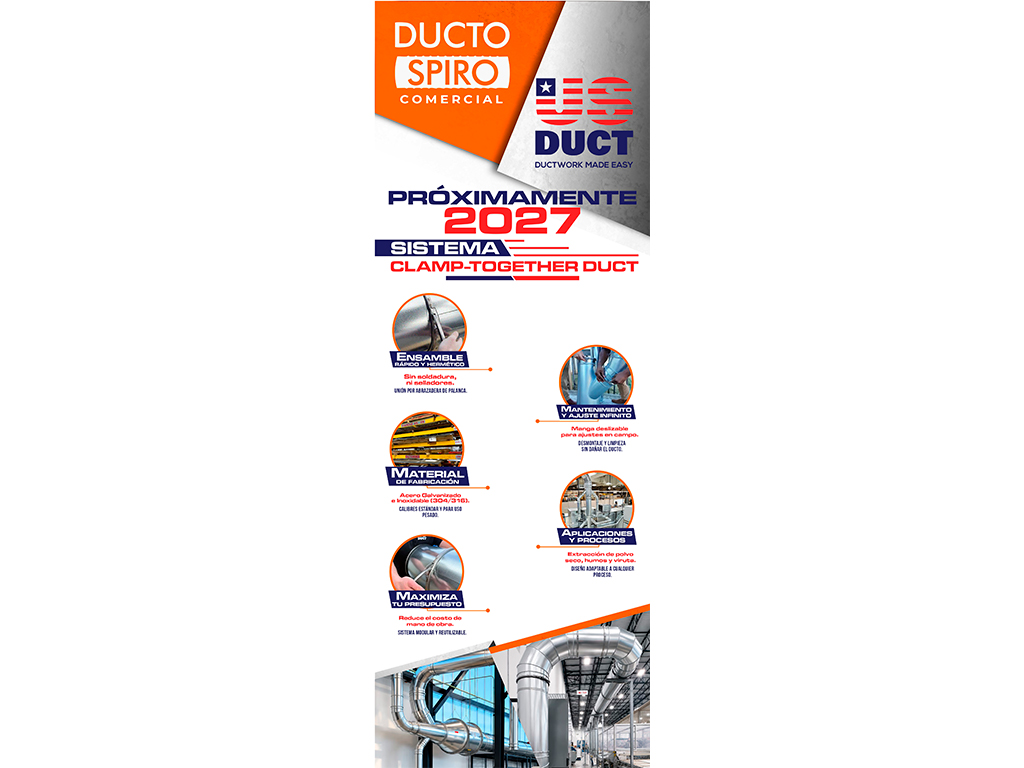 DUCTO
SPIRO
COMERCIAL
US
DUCT
DUCTWORK MADE EASY
PRÓXIMAMENTE
2027
SISTEMA
CLAMP-TOGETHER DUCT
ENSAMBLE
RÁPIDO Y HERMÉTICO
Sin soldadura,
ni selladores.
UNIÓN POR ABRAZADERA DE PALANCA.
MANTENIMIENTO
Y AJUSTE INFINITO
Manga deslizable
para ajustes en campo.
DESMONTAJE Y LIMPIEZA
SIN DAÑAR EL DUCTO.
MATERIAL
DE FABRICACIÓN
Acero Galvanizado
e Inoxidable (304/316).
CALIBRES ESTÁNDAR Y PARA USO
PESADO.
APLICACIONES
Y PROCESOS
Extracción de polvo
seco, humos y viruta.
DISEÑO ADAPTABLE A CUALQUIER
PROCESO.
MAXIMIZA
TU PRESUPUESTO
Reduce el costo de
mano de obra.
SISTEMA MODULAR Y REUTILIZABLE.